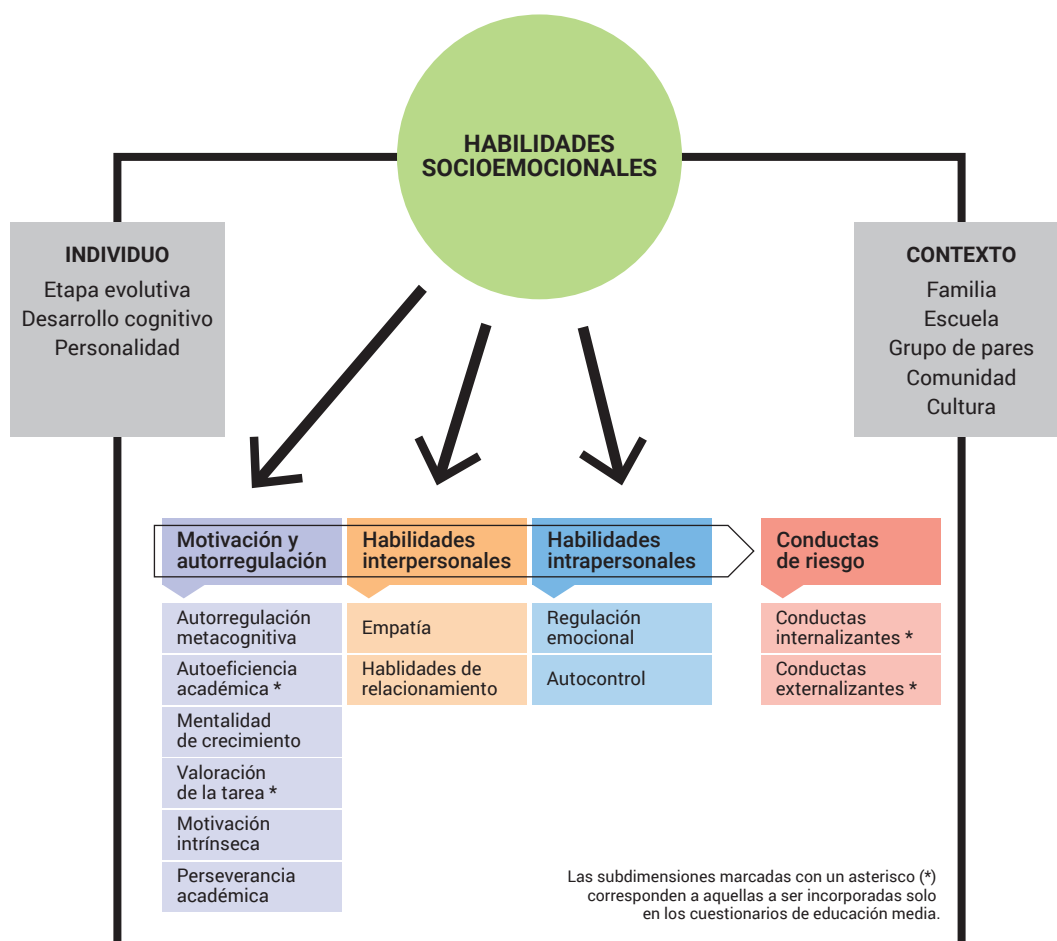 HABILIDADES
SOCIOEMOCIONALES
INDIVIDUO
Etapa evolutiva
Desarrollo cognitivo
Personalidad
CONTEXTO
Familia
Escuela
Grupo de pares
Comunidad
Cultura
Motivación y
autorregulación
Autorregulación
metacognitiva
Autoeficiencia
académica *
Mentalidad
de crecimiento
Valoración
de la tarea *
Motivación
intrínseca
Perseverancia
académica
Habilidades
interpersonales
Empatía
Hablidades de
relacionamiento
Habilidades
intrapersonales
Regulación
emocional
Autocontrol
Conductas
de riesgo
Conductas
internalizantes *
Conductas
externalizantes *
Las subdimensiones marcadas con un asterisco (*)
corresponden a aquellas a ser incorporadas solo
en los cuestionarios de educación media.